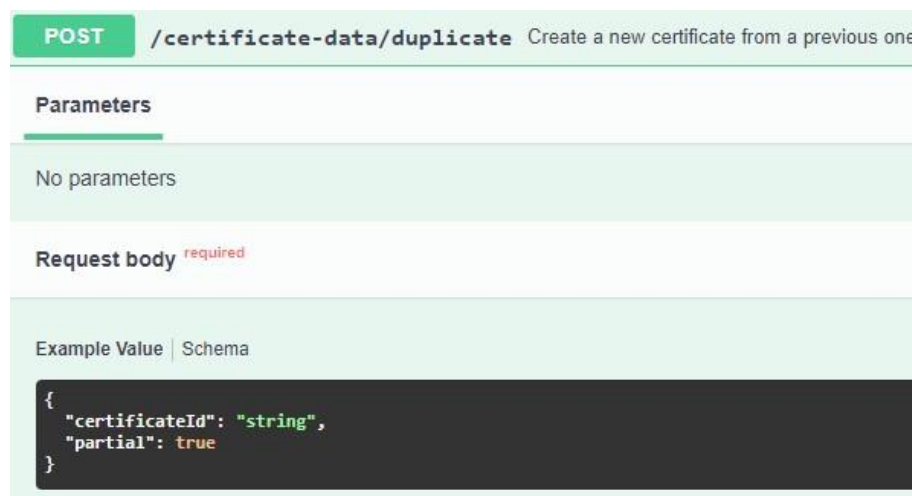 POST /certificate-data/duplicate Create a new certificate from a previous one
Parameters
No parameters
Request body required
Example Value | Schema
{
"certificateId": "string",
"partial": true
}